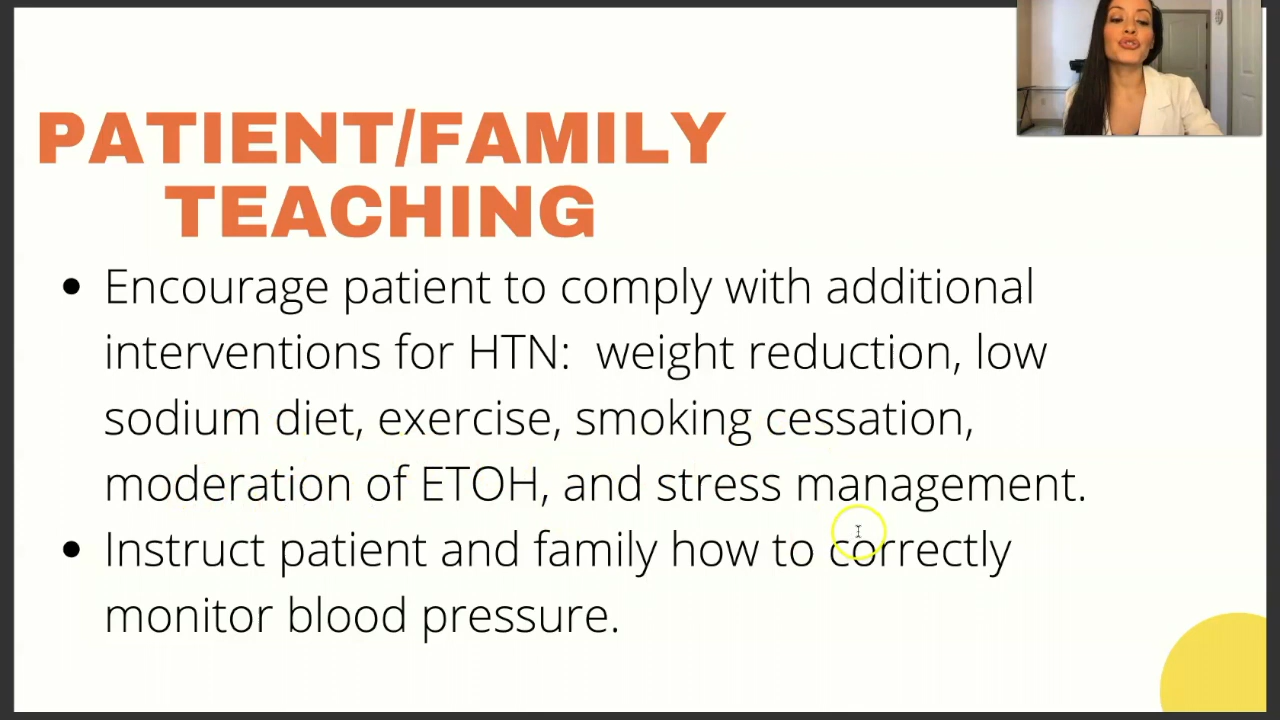 PATIENT/FAMILY
TEACHING
• Encourage patient to comply with additional
interventions for HTN:  weight reduction, low
sodium diet, exercise, smoking cessation,
moderation of ETOH, and stress management.
• Instruct patient and family how to correctly
monitor blood pressure.